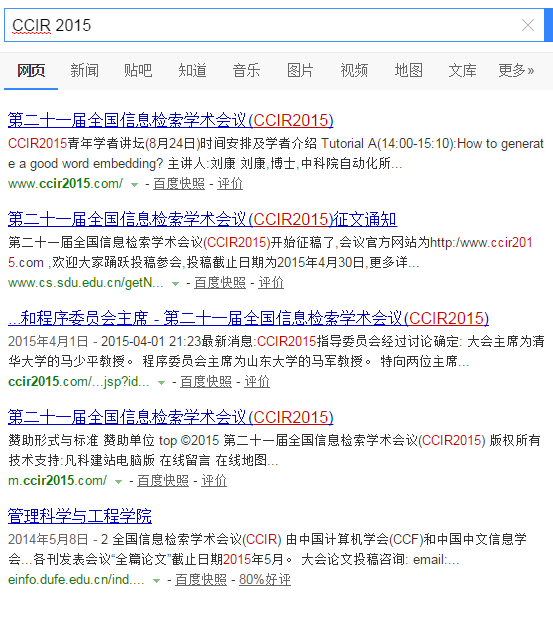 CCIR 2015
网页 新闻 贴吧 知道 音乐 图片 视频 地图 文库 更多»
第二十一届全国信息检索学术会议(CCIR2015)
CCIR2015青年学者讲坛(8月24日)时间安排及学者介绍 Tutorial A(14:00-15:10):How to generat
e a good word embedding? 主讲人:刘康 刘康,博士,中科院自动化所...
www.ccir2015.com/ - 百度快照 - 评价
第二十一届全国信息检索学术会议(CCIR2015)征文通知
第二十一届全国信息检索学术会议(CCIR2015)开始征稿了,会议官方网站为http:/www.ccir201
5.com ,欢迎大家踊跃投稿参会,投稿截止日期为2015年4月30日,更多详...
www.cs.sdu.edu.cn/getN... - 百度快照 - 评价
...和程序委员会主席 - 第二十一届全国信息检索学术会议(CCIR2015)
2015年4月1日 - 2015-04-01 21:23最新消息:CCIR2015指导委员会经过讨论确定: 大会主席为清
华大学的马少平教授。 程序委员会主席为山东大学的马军教授。 特向两位主席...
ccir2015.com/...jsp?id... - 百度快照 - 评价
第二十一届全国信息检索学术会议(CCIR2015)
赞助形式与标准 赞助单位 top ©2015 第二十一届全国信息检索学术会议(CCIR2015) 版权所有
技术支持:凡科建站电脑版 在线留言 在线地图...
m.ccir2015.com/ - 百度快照 - 评价
管理科学与工程学院
2014年5月8日 - 2 全国信息检索学术会议(CCIR) 由中国计算机学会(CCF)和中国中文信息学
会...各刊发表会议“全篇论文”截止日期2015年5月。 大会论文投稿咨询: email:...
einfo.dufe.edu.cn/ind.... - 百度快照 - 80%好评